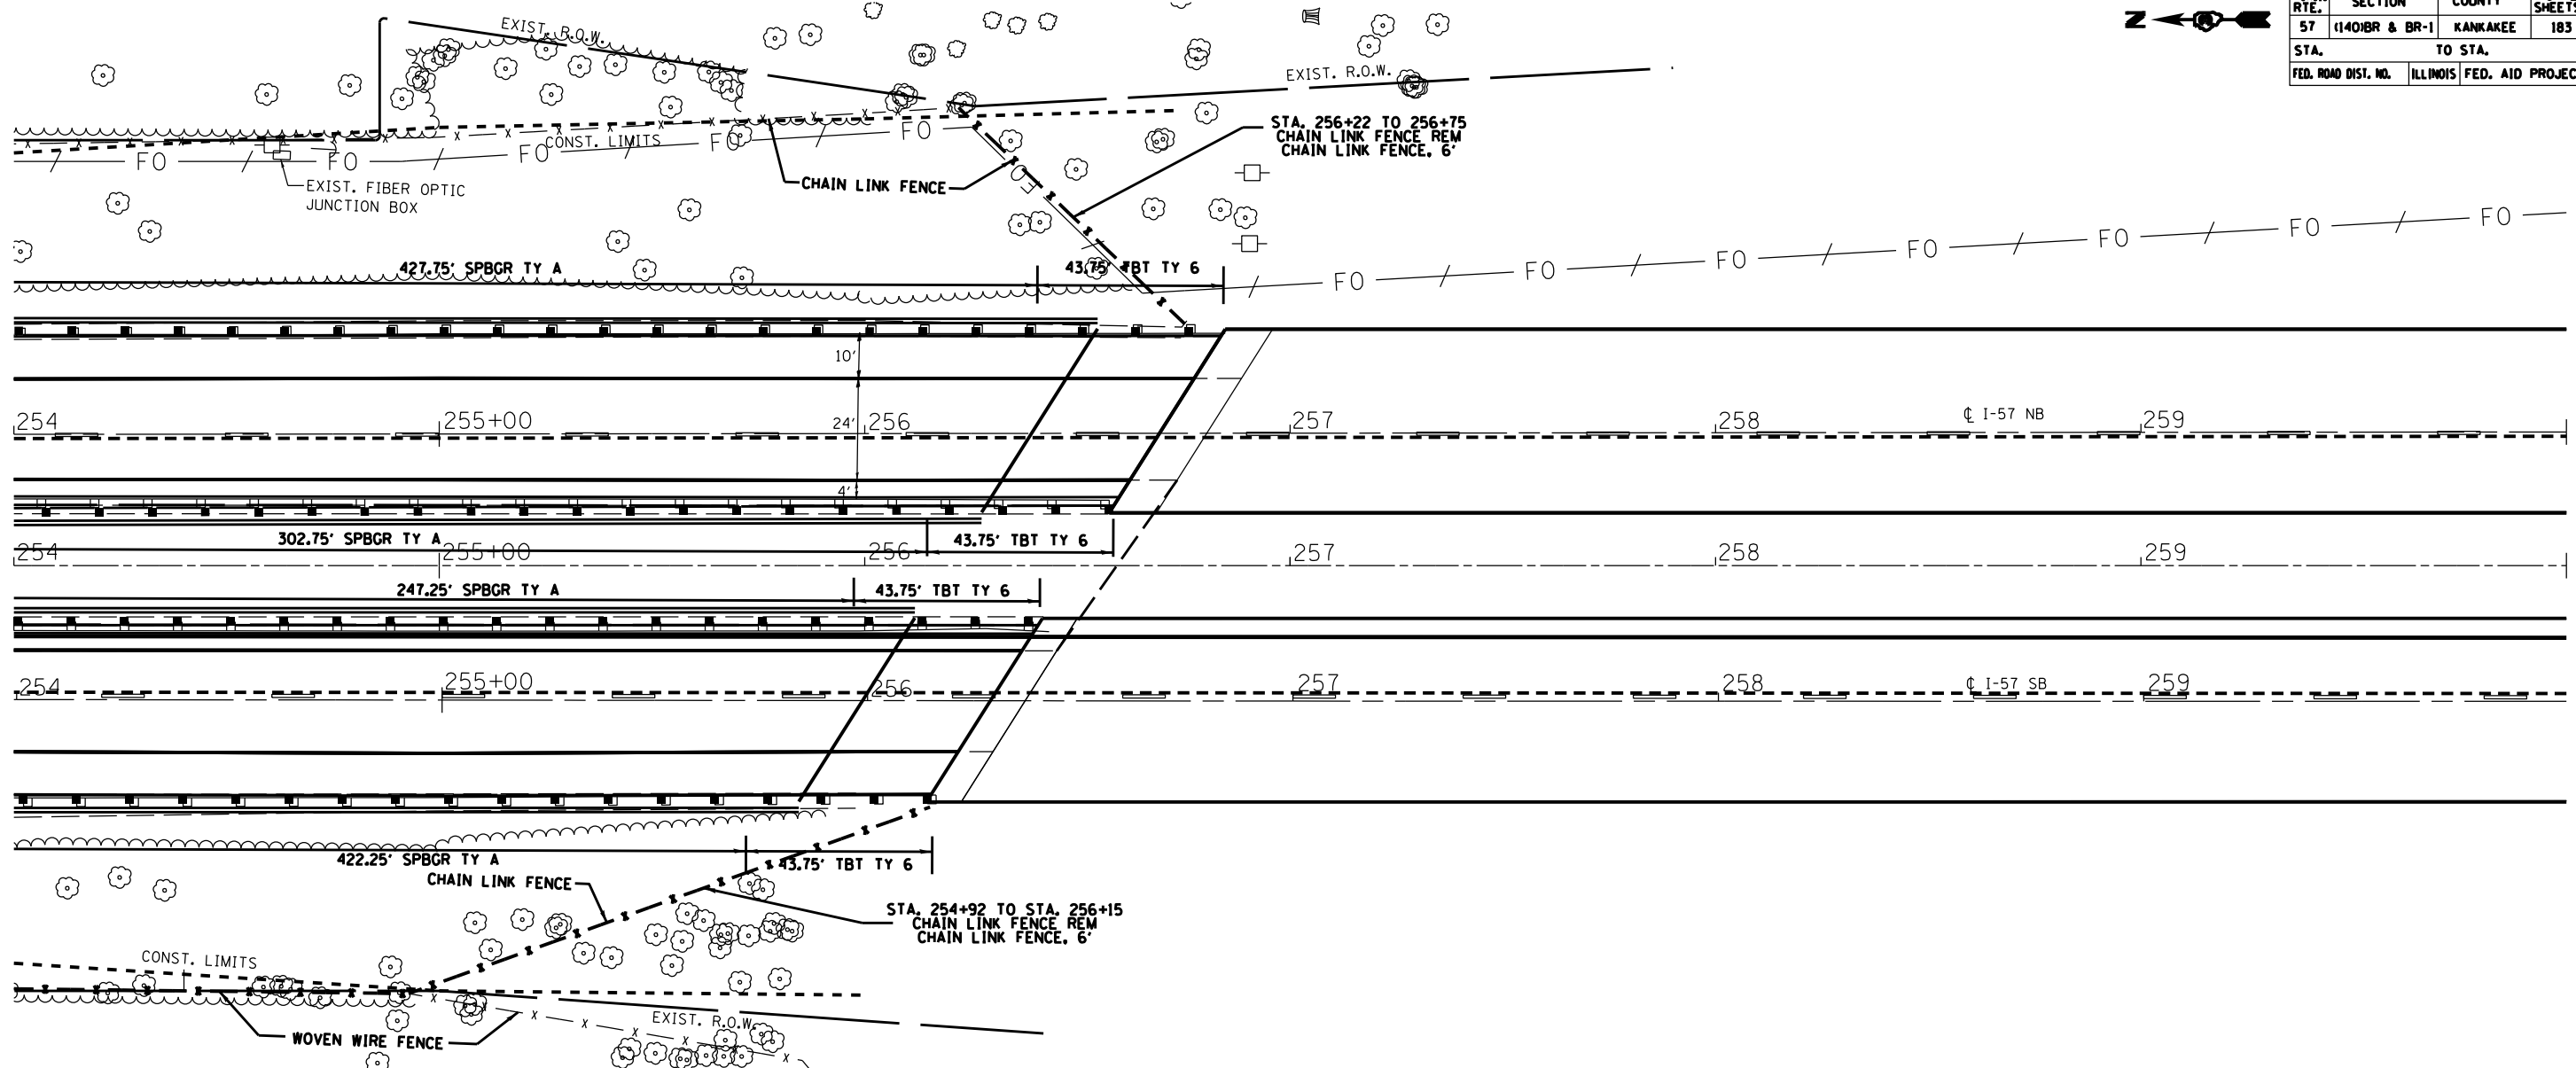 RTE.
SECTION
COUNTY
SHEETS
57
(140)BR & BR-1
KANKAKEE
183
STA.
TO STA.
FED. ROAD DIST. NO.
ILLINOIS
FED. AID PROJEC
N
EXIST. R.O.W.
EXIST. R.O.W.
CONST. LIMITS
FO
FO
FO
FO
FO
STA. 256+22 TO 256+75
CHAIN LINK FENCE REM
CHAIN LINK FENCE, 6'
EXIST. FIBER OPTIC
JUNCTION BOX
CHAIN LINK FENCE
FO
FO
FO
FO
FO
FO
FO
FO
427.75' SPBGR TY A
43.75' TBT TY 6
10'
24'
4'
254
255+00
256
257
258
259
℄ I-57 NB
302.75' SPBGR TY A
43.75' TBT TY 6
254
255+00
256
257
258
259
247.25' SPBGR TY A
43.75' TBT TY 6
254
255+00
256
257
258
259
℄ I-57 SB
422.25' SPBGR TY A
43.75' TBT TY 6
CHAIN LINK FENCE
STA. 254+92 TO STA. 256+15
CHAIN LINK FENCE REM
CHAIN LINK FENCE, 6'
CONST. LIMITS
EXIST. R.O.W.
WOVEN WIRE FENCE